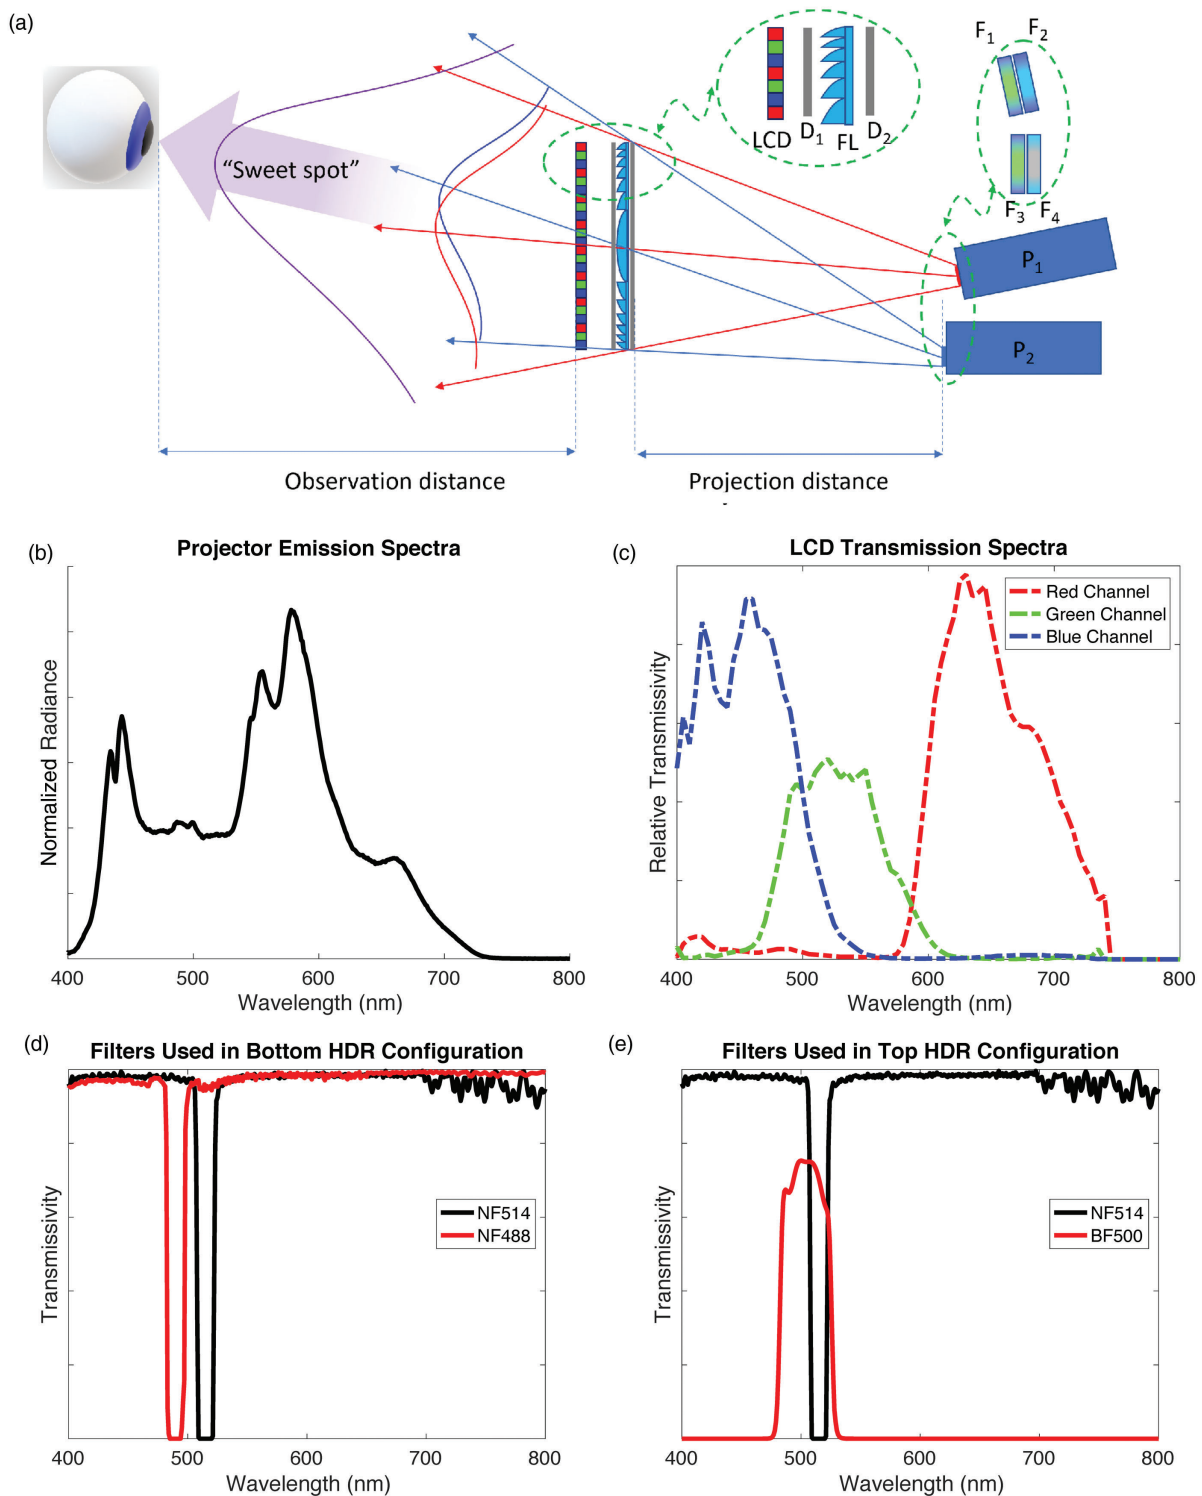 (a)
F1
F2
LCD
D1
FL
D2
F3
F4
"Sweet spot"
P1
P2
Observation distance
Projection distance
(b)
Projector Emission Spectra
Normalized Radiance
400
500
600
700
800
Wavelength (nm)
(c)
LCD Transmission Spectra
Red Channel
Green Channel
Blue Channel
Relative Transmissivity
400
500
600
700
800
Wavelength (nm)
(d)
Filters Used in Bottom HDR Configuration
Transmissivity
NF514
NF488
400
500
600
700
800
Wavelength (nm)
(e)
Filters Used in Top HDR Configuration
Transmissivity
NF514
BF500
400
500
600
700
800
Wavelength (nm)